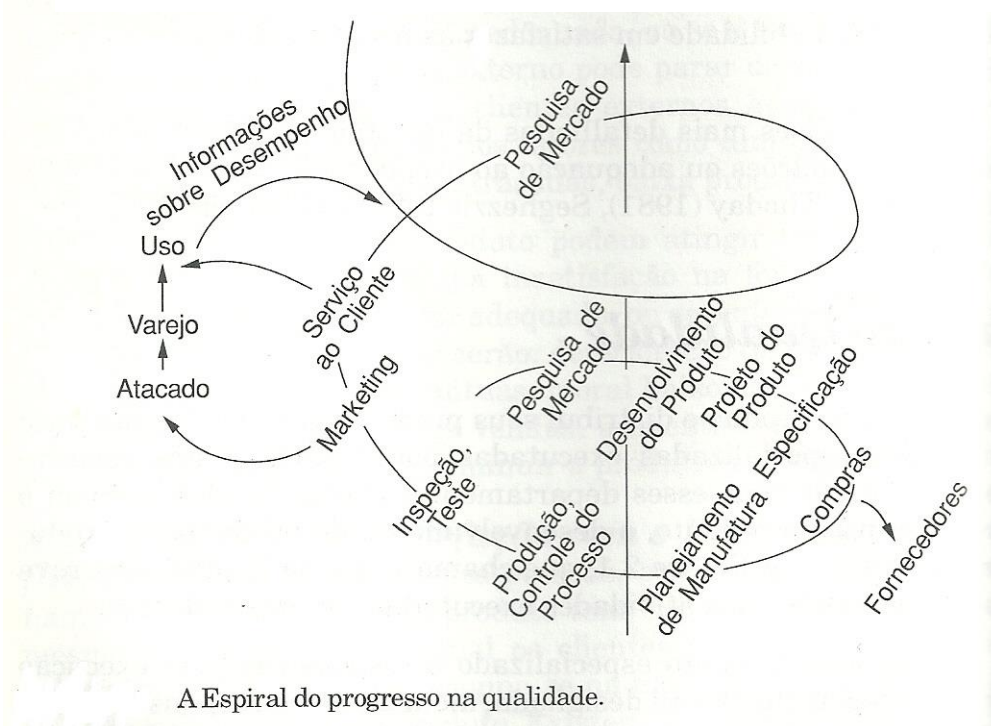 Pesquisa
de Mercado
Informações
sobre Desempenho
Uso
Varejo
Atacado
Serviço
ao Cliente
Marketing
Pesquisa de
Mercado
Desenvolvimento
do Produto
Projeto do
Produto
Especificação
Compras
Fornecedores
Planejamento
de Manufatura
Produção,
Controle do
Processo
Inspeção,
Teste
A Espiral do progresso na qualidade.